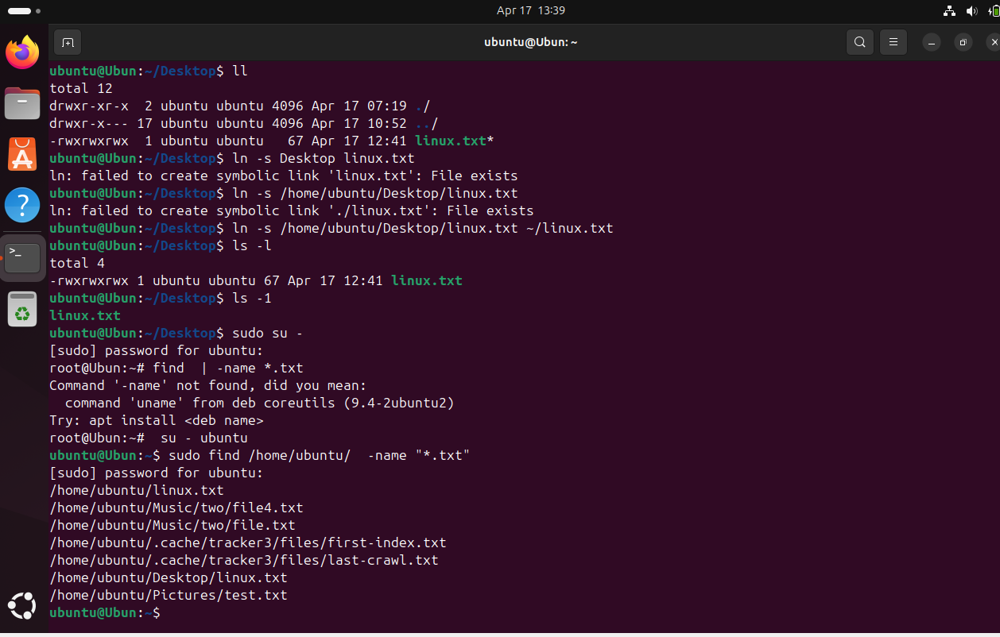 Apr 17 13:39
ubuntu@Ubun: ~
ubuntu@Ubun:~/Desktop$ ll
total 12
drwxr-xr-x  2 ubuntu ubuntu 4096 Apr 17 07:19 ./
drwxr-x--- 17 ubuntu ubuntu 4096 Apr 17 10:52 ../
-rwxrwxrwx  1 ubuntu ubuntu   67 Apr 17 12:41 linux.txt*
ubuntu@Ubun:~/Desktop$ ln -s Desktop linux.txt
ln: failed to create symbolic link 'linux.txt': File exists
ubuntu@Ubun:~/Desktop$ ln -s /home/ubuntu/Desktop/linux.txt
ln: failed to create symbolic link './linux.txt': File exists
ubuntu@Ubun:~/Desktop$ ln -s /home/ubuntu/Desktop/linux.txt ~/linux.txt
ubuntu@Ubun:~/Desktop$ ls -l
total 4
-rwxrwxrwx 1 ubuntu ubuntu 67 Apr 17 12:41 linux.txt
ubuntu@Ubun:~/Desktop$ ls -1
linux.txt
ubuntu@Ubun:~/Desktop$ sudo su -
[sudo] password for ubuntu:
root@Ubun:~# find  | -name *.txt
Command '-name' not found, did you mean:
  command 'uname' from deb coreutils (9.4-2ubuntu2)
Try: apt install <deb name>
root@Ubun:~#  su - ubuntu
ubuntu@Ubun:~$ sudo find /home/ubuntu/  -name "*.txt"
[sudo] password for ubuntu:
/home/ubuntu/linux.txt
/home/ubuntu/Music/two/file4.txt
/home/ubuntu/Music/two/file.txt
/home/ubuntu/.cache/tracker3/files/first-index.txt
/home/ubuntu/.cache/tracker3/files/last-crawl.txt
/home/ubuntu/Desktop/linux.txt
/home/ubuntu/Pictures/test.txt
ubuntu@Ubun:~$